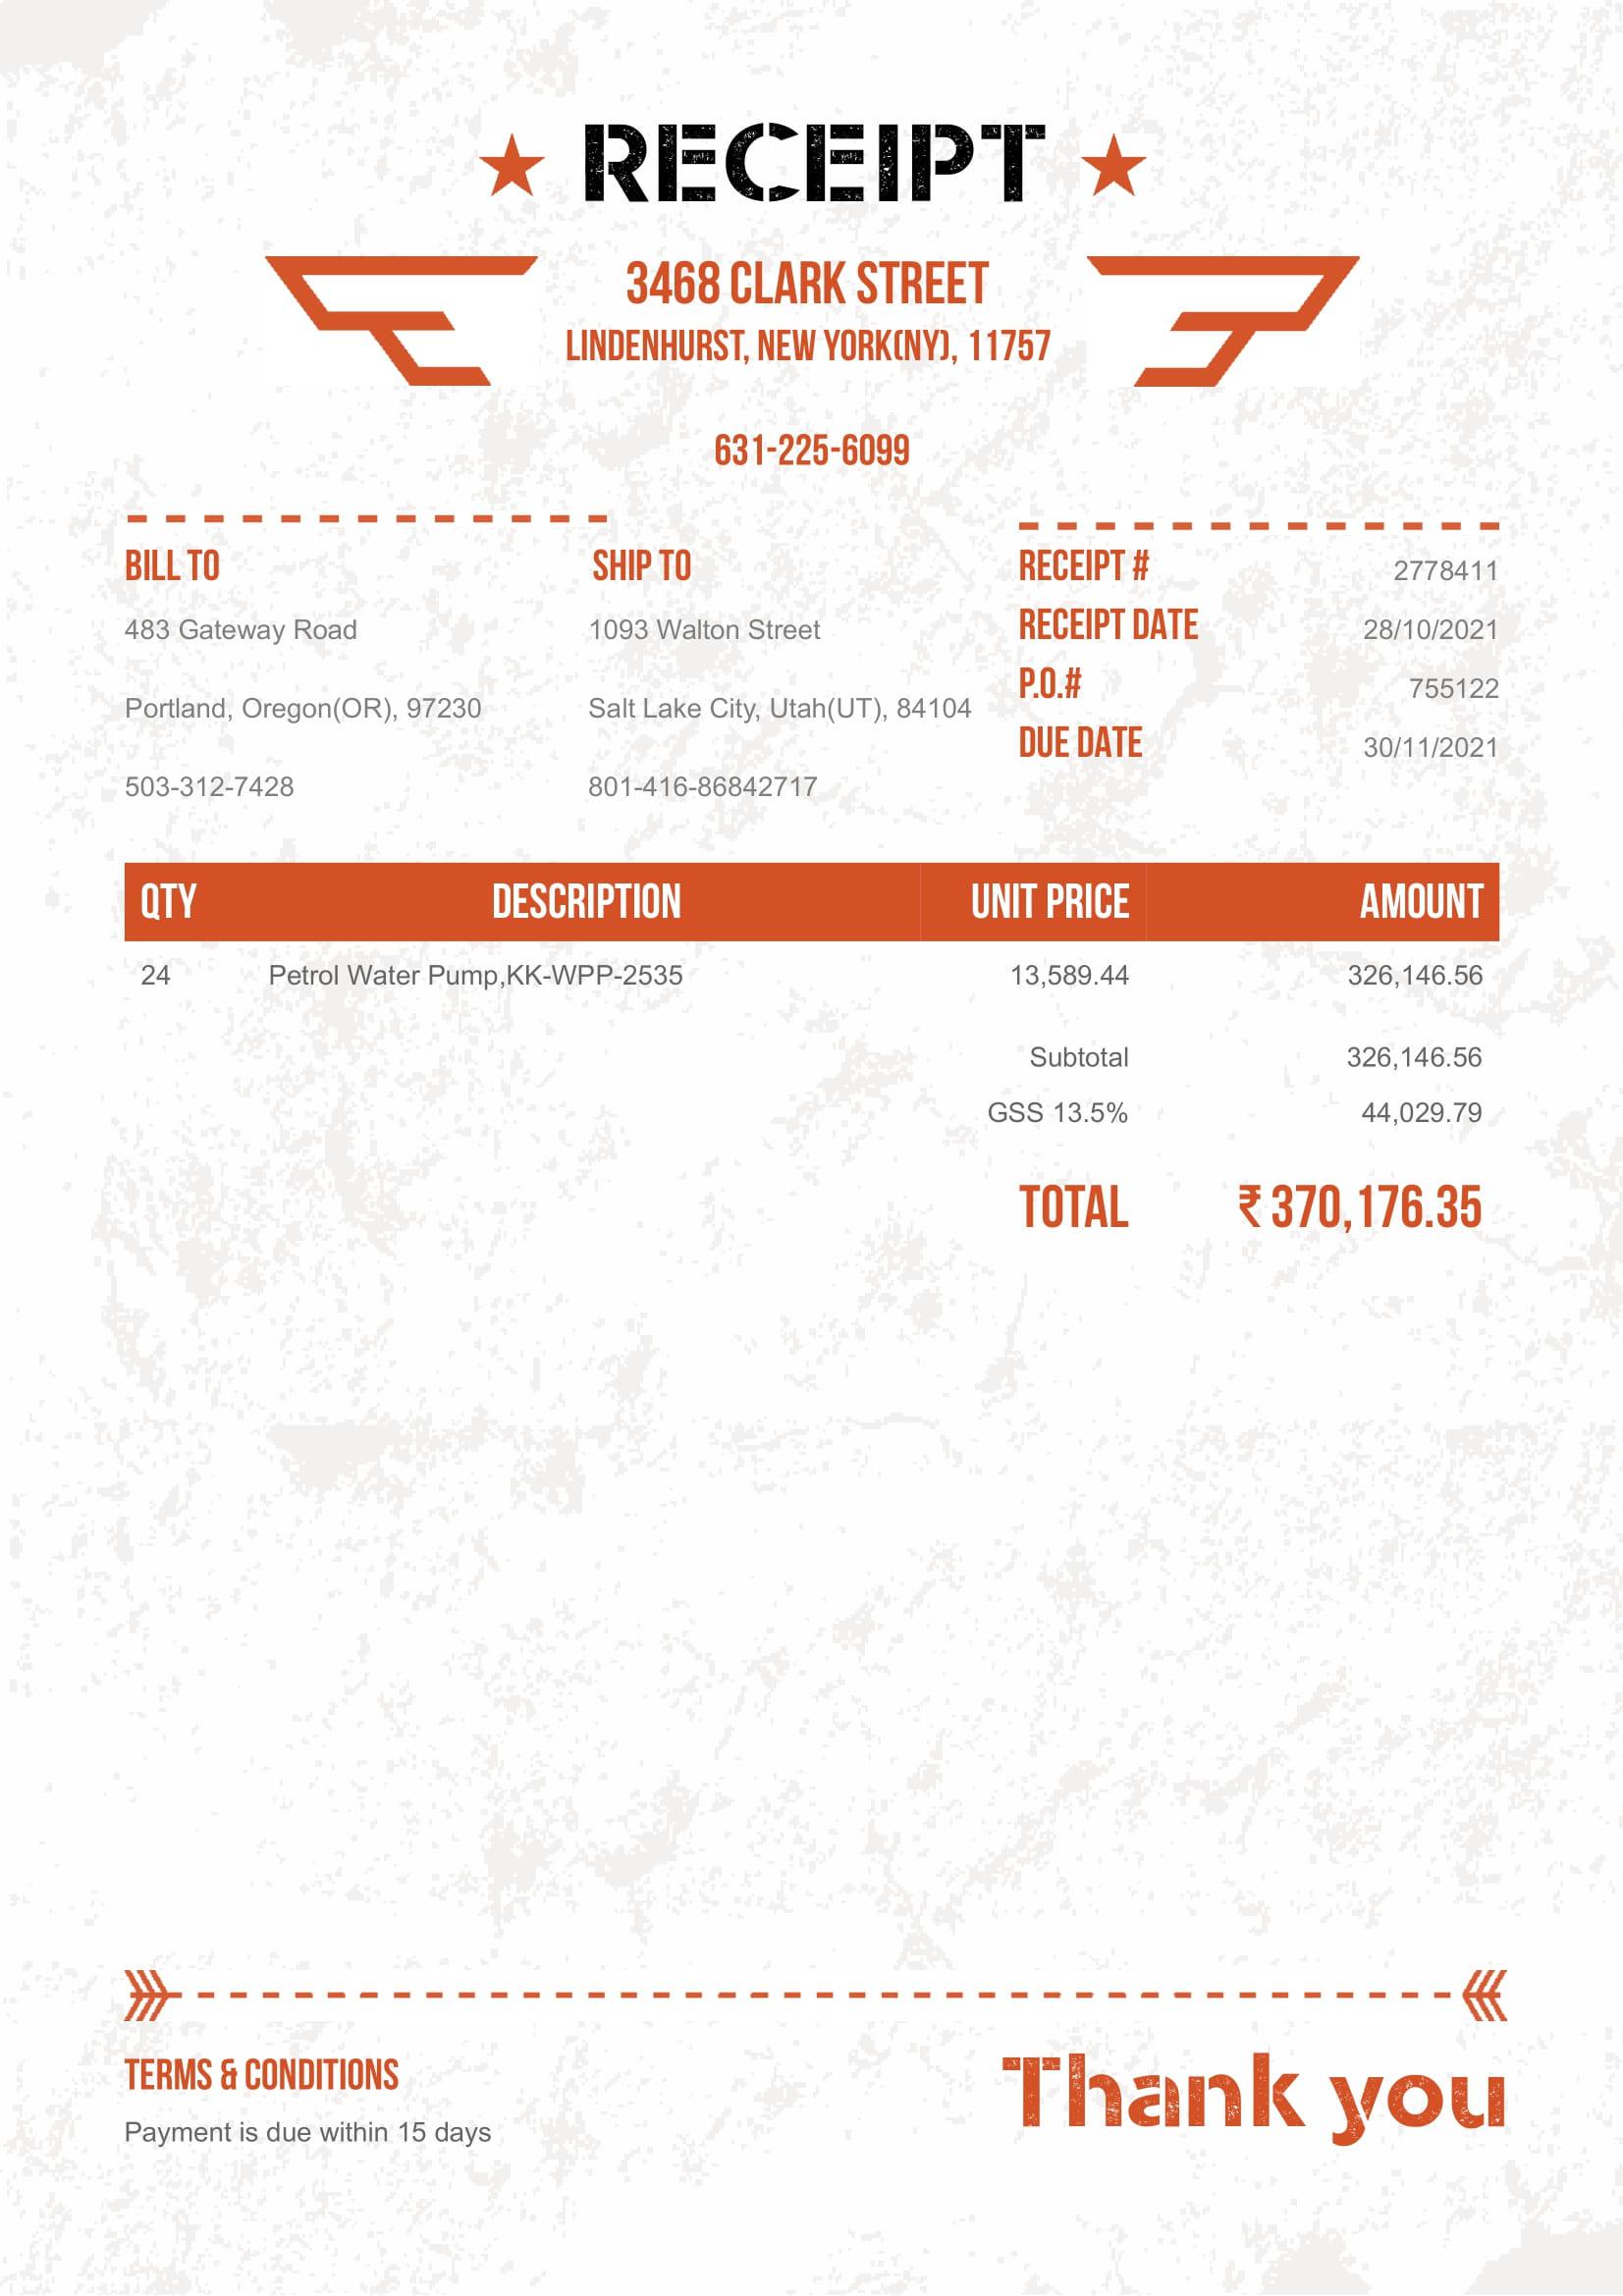 RECEIPT
3468 CLARK STREET
LINDENHURST, NEW YORK(NY), 11757
631-225-6099
BILL TO
483 Gateway Road
Portland, Oregon(OR), 97230
503-312-7428
SHIP TO
1093 Walton Street
Salt Lake City, Utah(UT), 84104
801-416-86842717
RECEIPT # 2778411
RECEIPT DATE 28/10/2021
P.O.# 755122
DUE DATE 30/11/2021
QTY DESCRIPTION UNIT PRICE AMOUNT
24 Petrol Water Pump,KK-WPP-2535 13,589.44 326,146.56
Subtotal 326,146.56
GSS 13.5% 44,029.79
TOTAL ₹ 370,176.35
TERMS & CONDITIONS
Payment is due within 15 days
Thank you